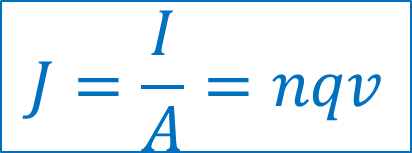 J = I/A = nqv